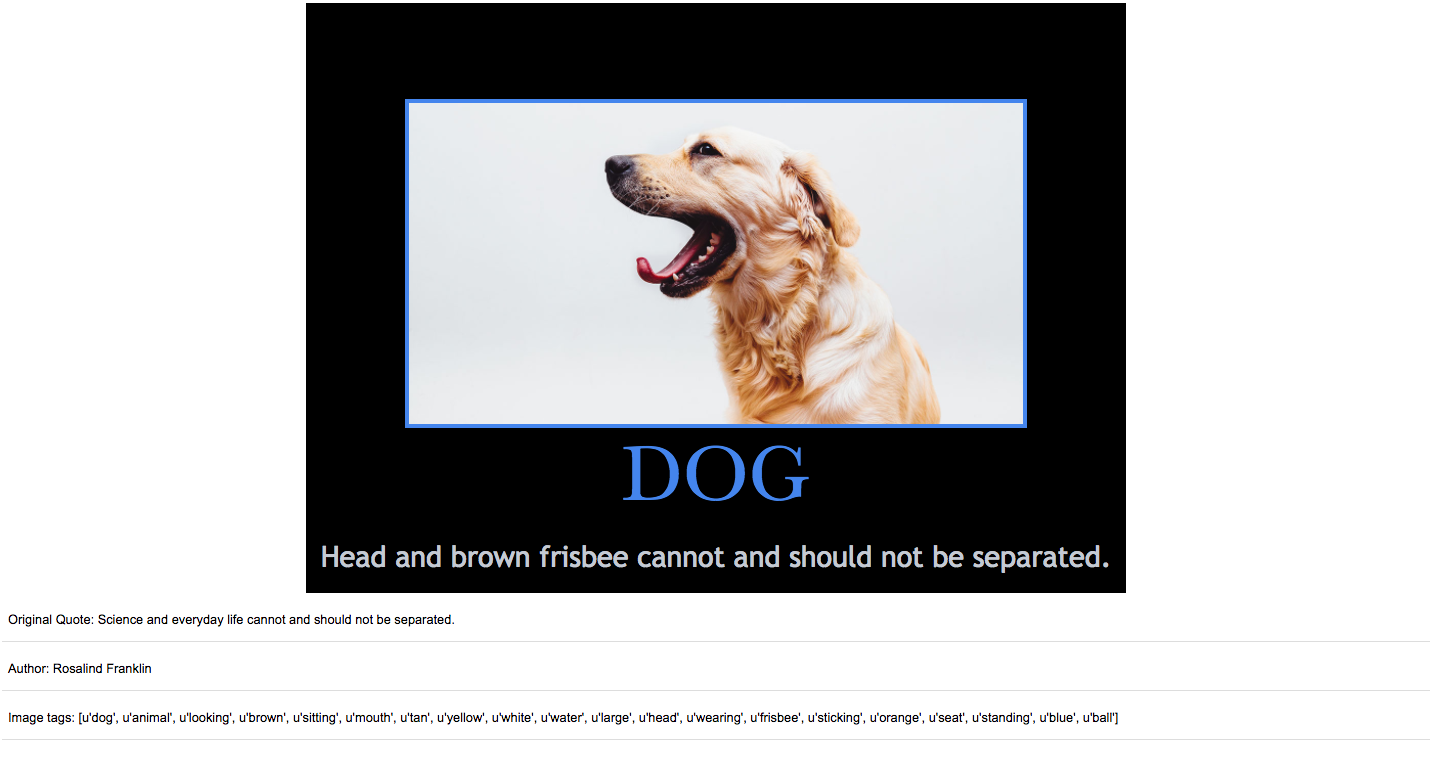 DOG
Head and brown frisbee cannot and should not be separated.
Original Quote: Science and everyday life cannot and should not be separated.
Author: Rosalind Franklin
Image tags: [u'dog', u'animal', u'looking', u'brown', u'sitting', u'mouth', u'tan', u'yellow', u'white', u'water', u'large', u'head', u'wearing', u'frisbee', u'sticking', u'orange', u'seat', u'standing', u'blue', u'ball']